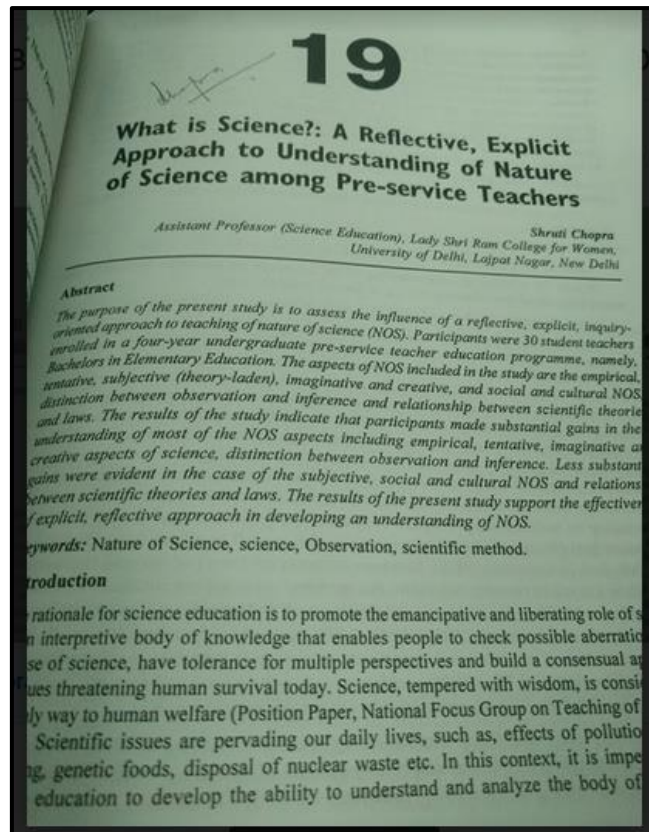 19
What is Science?: A Reflective, Explicit
Approach to Understanding of Nature
of Science among Pre-service Teachers
Shruti Chopra
Assistant Professor (Science Education), Lady Shri Ram College for Women,
University of Delhi, Lajpat Nagar, New Delhi
Abstract
The purpose of the present study is to assess the influence of a reflective, explicit, inquiry-
oriented approach to teaching of nature of science (NOS). Participants were 30 student teachers
enrolled in a four-year undergraduate pre-service teacher education programme, namely,
Bachelors in Elementary Education. The aspects of NOS included in the study are the empirical,
tentative, subjective (theory-laden), imaginative and creative, and social and cultural NOS
distinction between observation and inference and relationship between scientific theorie
and laws. The results of the study indicate that participants made substantial gains in the
understanding of most of the NOS aspects including empirical, tentative, imaginative a
creative aspects of science, distinction between observation and inference. Less substant
gains were evident in the case of the subjective, social and cultural NOS and relations
between scientific theories and laws. The results of the present study support the effectiven
f explicit, reflective approach in developing an understanding of NOS.
eywords: Nature of Science, science, Observation, scientific method.
troduction
rationale for science education is to promote the emancipative and liberating role of s
n interpretive body of knowledge that enables people to check possible aberratio
se of science, have tolerance for multiple perspectives and build a consensual a
ues threatening human survival today. Science, tempered with wisdom, is consi
ly way to human welfare (Position Paper, National Focus Group on Teaching of
Scientific issues are pervading our daily lives, such as, effects of pollutio
ng, genetic foods, disposal of nuclear waste etc. In this context, it is impe
education to develop the ability to understand and analyze the body of